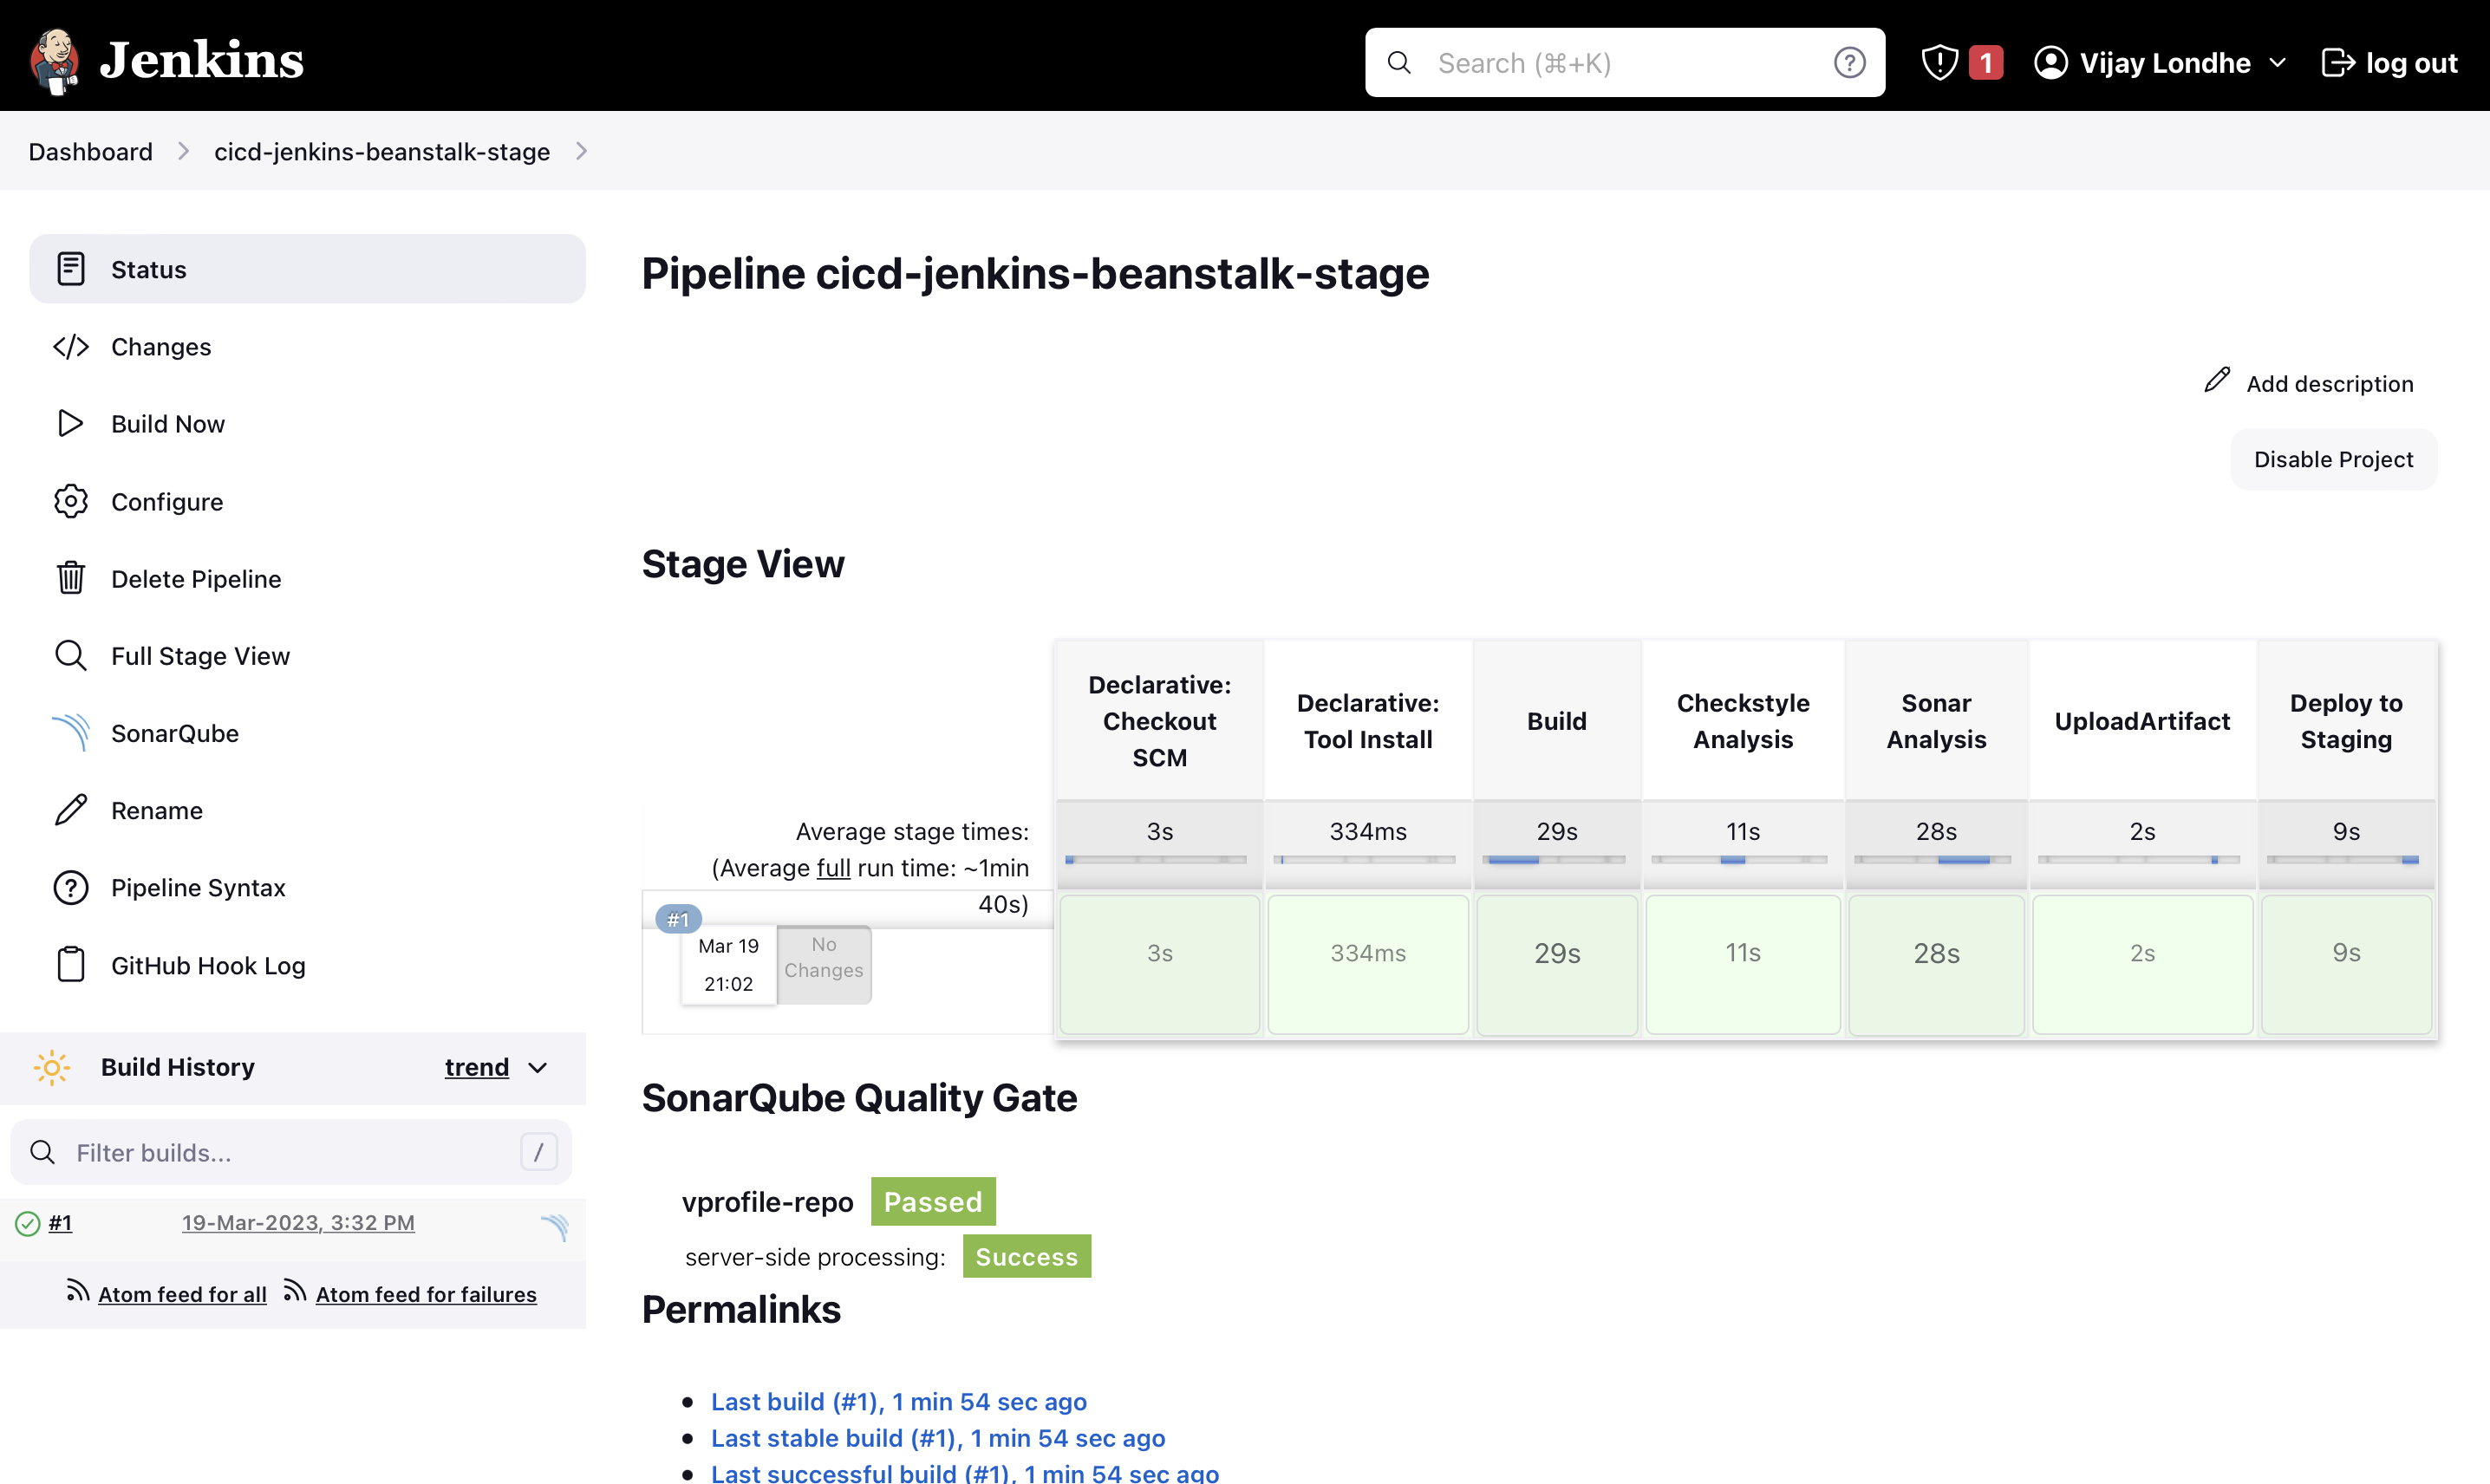 Jenkins
Search (⌘+K)
?
1
Vijay Londhe
log out
Dashboard
cicd-jenkins-beanstalk-stage
Status
Changes
Build Now
Configure
Delete Pipeline
Full Stage View
SonarQube
Rename
Pipeline Syntax
GitHub Hook Log
Build History
trend
Filter builds...
/
#1
19-Mar-2023, 3:32 PM
Atom feed for all
Atom feed for failures
Pipeline cicd-jenkins-beanstalk-stage
Add description
Disable Project
Stage View
Declarative:
Checkout
SCM
Declarative:
Tool Install
Build
Checkstyle
Analysis
Sonar
Analysis
UploadArtifact
Deploy to
Staging
Average stage times:
(Average full run time: ~1min
40s)
3s
334ms
29s
11s
28s
2s
9s
#1
Mar 19
21:02
No
Changes
3s
334ms
29s
11s
28s
2s
9s
SonarQube Quality Gate
vprofile-repo Passed
server-side processing: Success
Permalinks
Last build (#1), 1 min 54 sec ago
Last stable build (#1), 1 min 54 sec ago
Last successful build (#1), 1 min 54 sec ago